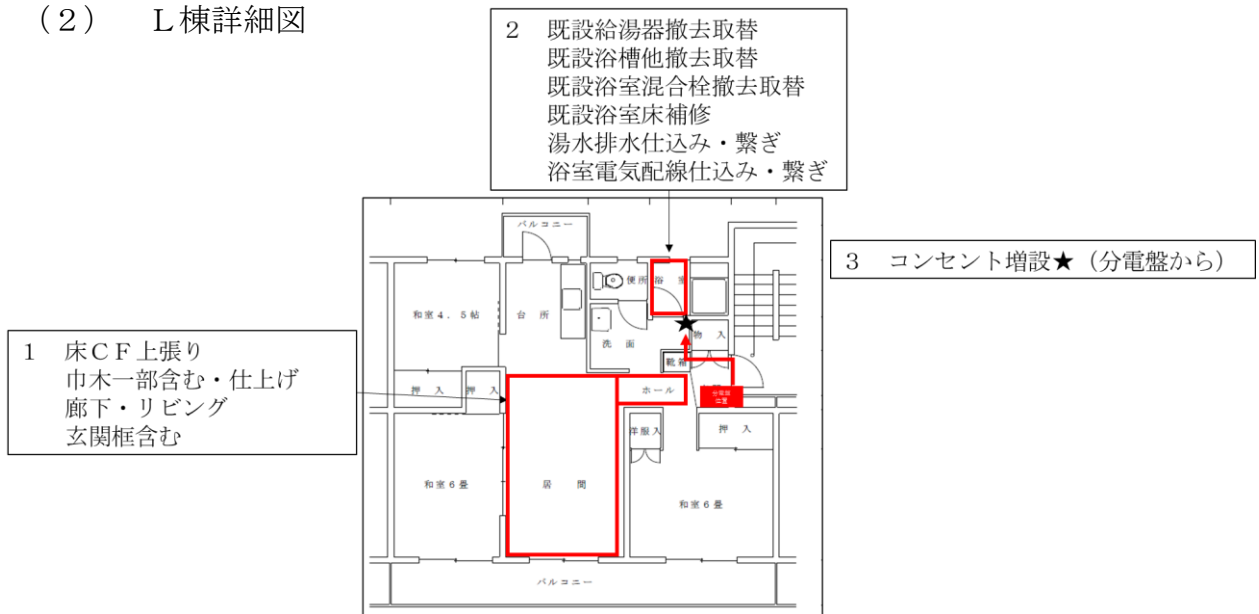 （２）　Ｌ棟詳細図
２　既設給湯器撤去取替
既設浴槽他撤去取替
既設浴室混合栓撤去取替
既設浴室床補修
湯水排水仕込み・繋ぎ
浴室電気配線仕込み・繋ぎ
３　コンセント増設★（分電盤から）
１　床ＣＦ上張り
巾木一部含む・仕上げ
廊下・リビング
玄関框含む
バルコニー
便所
浴室
和室４．５帖
台所
洗面
物入
靴箱
押入
押入
ホール
分電盤
位置
洋服入
押入
和室６畳
居間
和室６畳
バルコニー